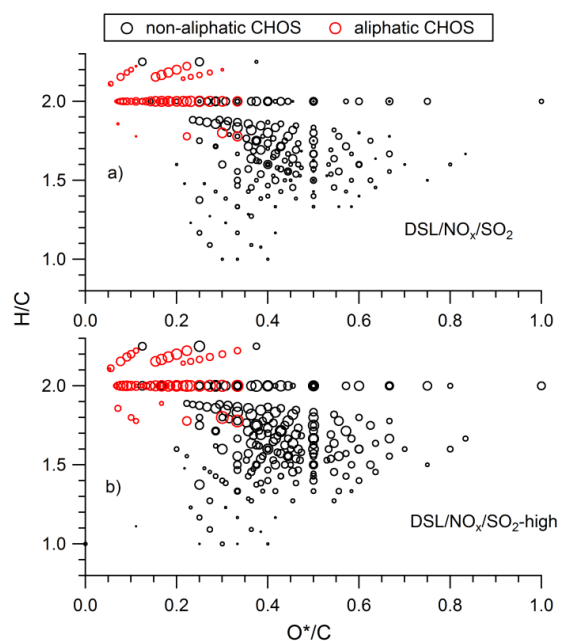 non-aliphatic CHOS aliphatic CHOS
2.0
1.5
1.0
a)
DSL/NOx/SO2
0.0 0.2 0.4 0.6 0.8 1.0
H/C
2.0
1.5
1.0
b)
DSL/NOx/SO2-high
0.0 0.2 0.4 0.6 0.8 1.0
O*/C